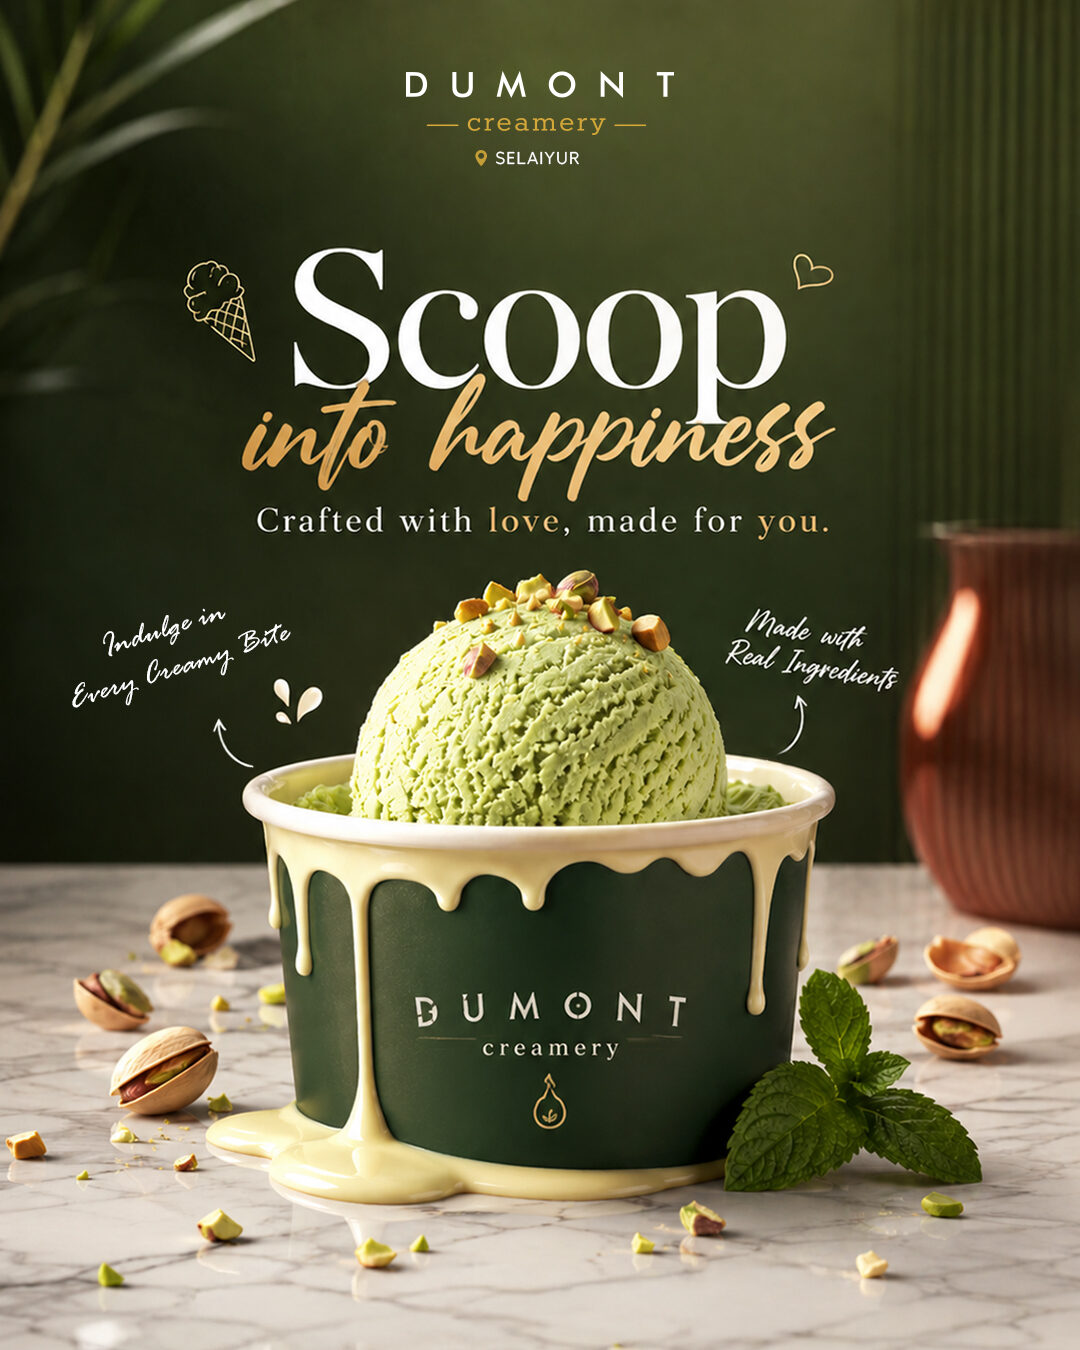 DUMONT
creamery
SELAIYUR
Scoop
into happiness
Crafted with love, made for you.
Indulge in
Every Creamy Bite
Made with
Real Ingredients
DUMONT
creamery